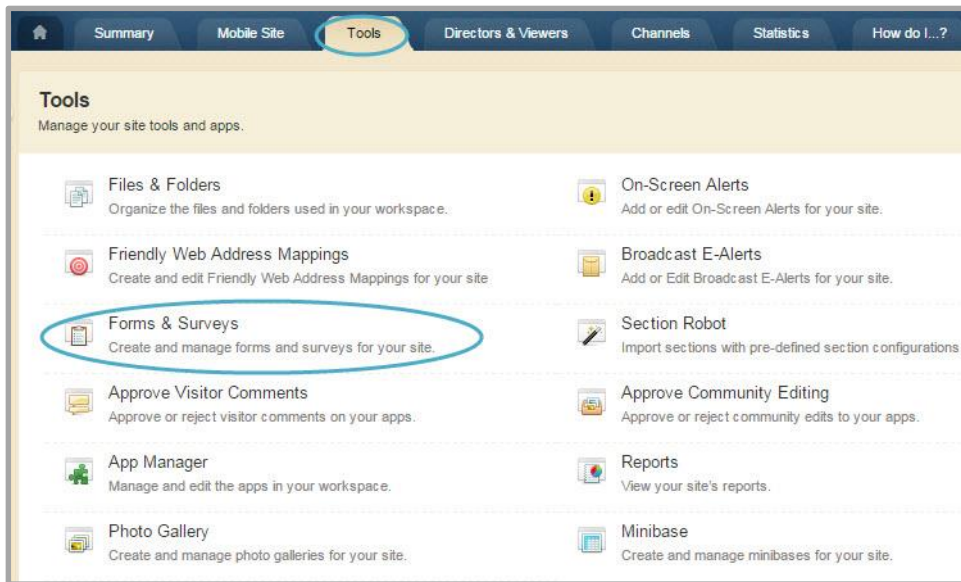 Summary Mobile Site Tools Directors & Viewers Channels Statistics How do I...?
Tools
Manage your site tools and apps.
Files & Folders
Organize the files and folders used in your workspace.
On-Screen Alerts
Add or edit On-Screen Alerts for your site.
Friendly Web Address Mappings
Create and edit Friendly Web Address Mappings for your site
Broadcast E-Alerts
Add or Edit Broadcast E-Alerts for your site.
Forms & Surveys
Create and manage forms and surveys for your site.
Section Robot
Import sections with pre-defined section configurations
Approve Visitor Comments
Approve or reject visitor comments on your apps.
Approve Community Editing
Approve or reject community edits to your apps.
App Manager
Manage and edit the apps in your workspace.
Reports
View your site's reports.
Photo Gallery
Create and manage photo galleries for your site.
Minibase
Create and manage minibases for your site.